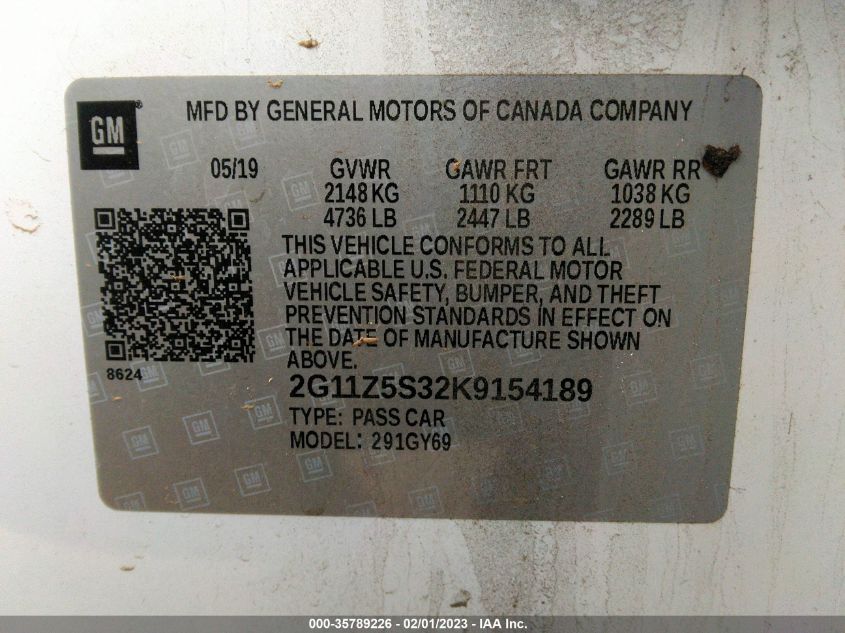 GM ® MFD BY GENERAL MOTORS OF CANADA COMPANY
05/19 GVWR GAWR FRT GAWR RR
2148 KG 1110 KG 1038 KG
4736 LB 2447 LB 2289 LB
THIS VEHICLE CONFORMS TO ALL
APPLICABLE U.S. FEDERAL MOTOR
VEHICLE SAFETY, BUMPER, AND THEFT
PREVENTION STANDARDS IN EFFECT ON
THE DATE OF MANUFACTURE SHOWN
ABOVE.
8624
2G11Z5S32K9154189
TYPE: PASS CAR
MODEL: 291GY69
000-35789226 - 02/01/2023 - IAA Inc.